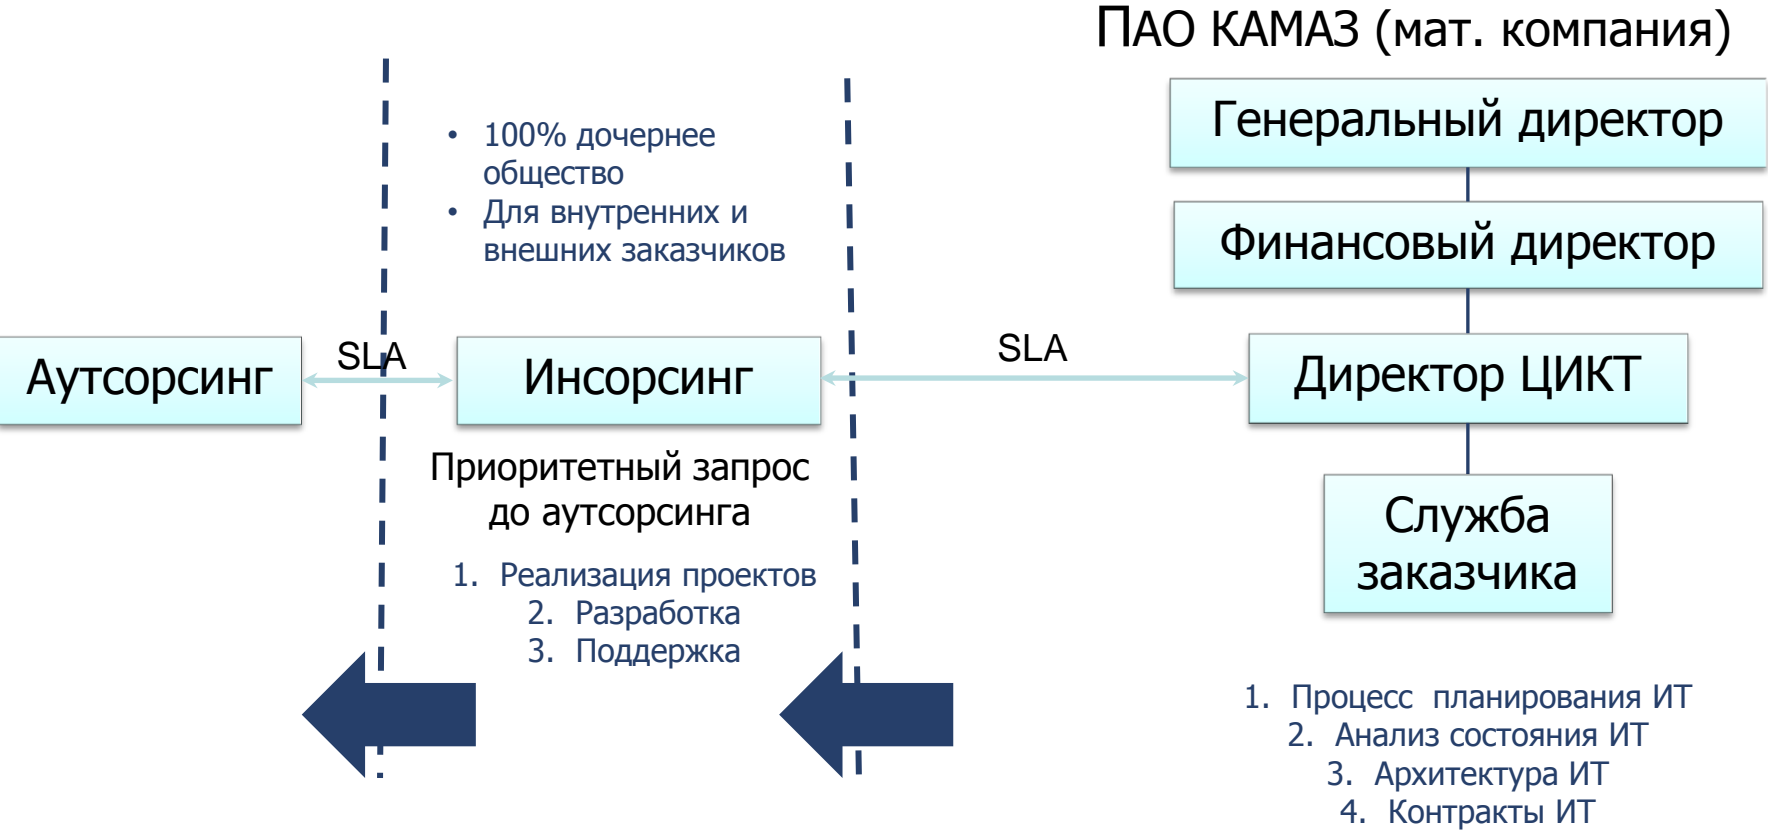 ПАО КАМАЗ (мат. компания)
Генеральный директор
Финансовый директор
Директор ЦИКТ
Служба
заказчика
1. Процесс планирования ИТ
2. Анализ состояния ИТ
3. Архитектура ИТ
4. Контракты ИТ
• 100% дочернее
общество
• Для внутренних и
внешних заказчиков
Аутсорсинг
SLA
Инсорсинг
SLA
Приоритетный запрос
до аутсорсинга
1. Реализация проектов
2. Разработка
3. Поддержка